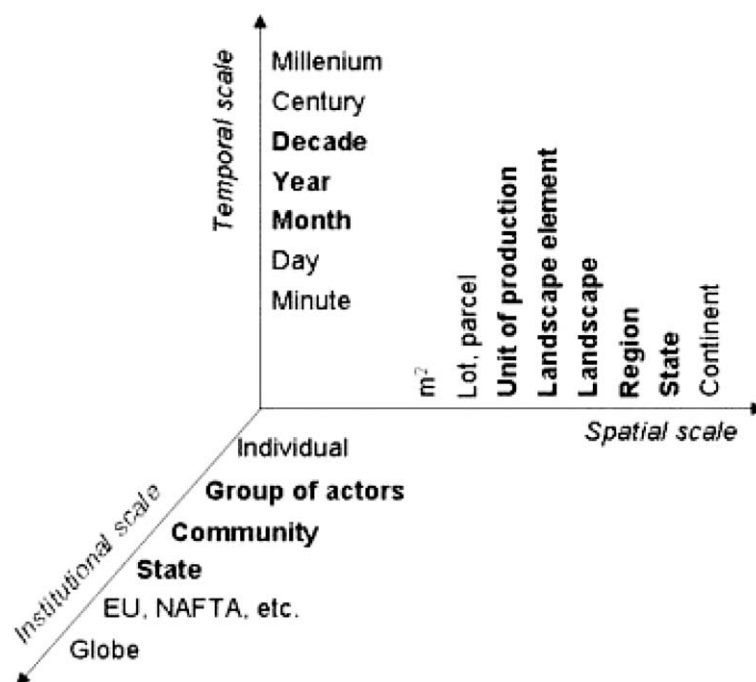 Temporal scale
Millenium
Century
Decade
Year
Month
Day
Minute
m²
Lot, parcel
Unit of production
Landscape element
Landscape
Region
State
Continent
Spatial scale
Institutional scale
Individual
Group of actors
Community
State
EU, NAFTA, etc.
Globe